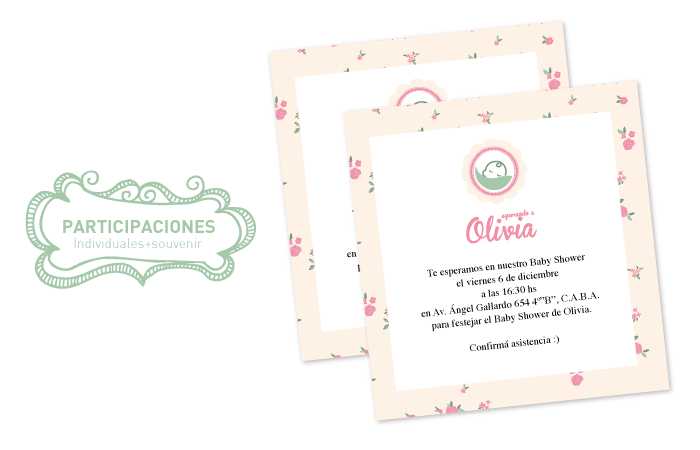 PARTICIPACIONES
Individuales+souvenir
esperando a
Olivia
Te esperamos en nuestro Baby Shower
el viernes 6 de diciembre
a las 16:30 hs
en Av. Ángel Gallardo 654 4º”B”, C.A.B.A.
para festejar el Baby Shower de Olivia.
Confirmá asistencia :)
en